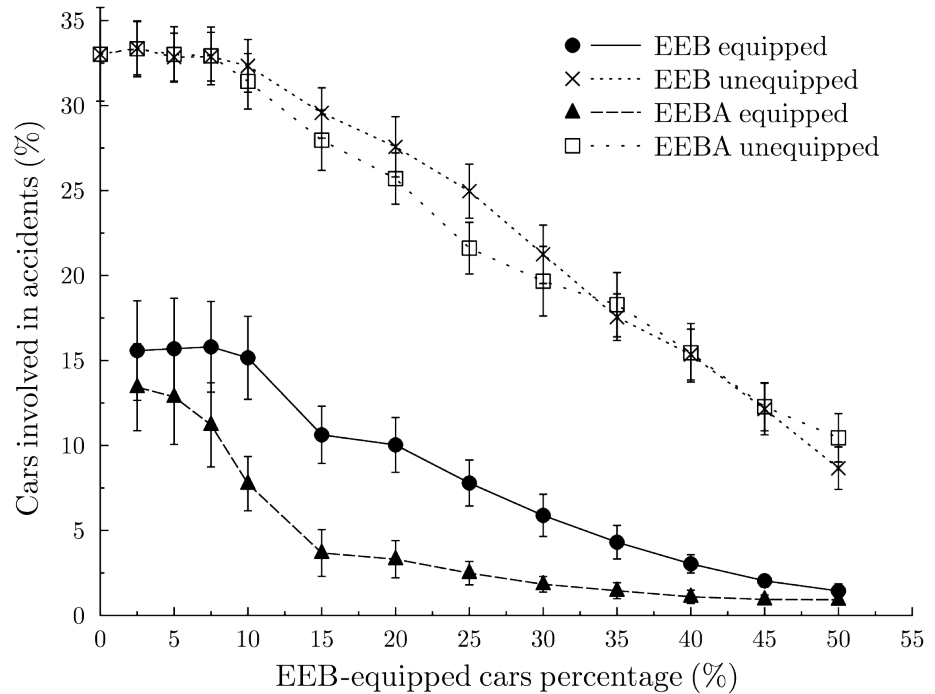 35
30
25
20
15
10
5
0
Cars involved in accidents (%)
EEB equipped
EEB unequipped
EEBA equipped
EEBA unequipped
0 5 10 15 20 25 30 35 40 45 50 55
EEB-equipped cars percentage (%)